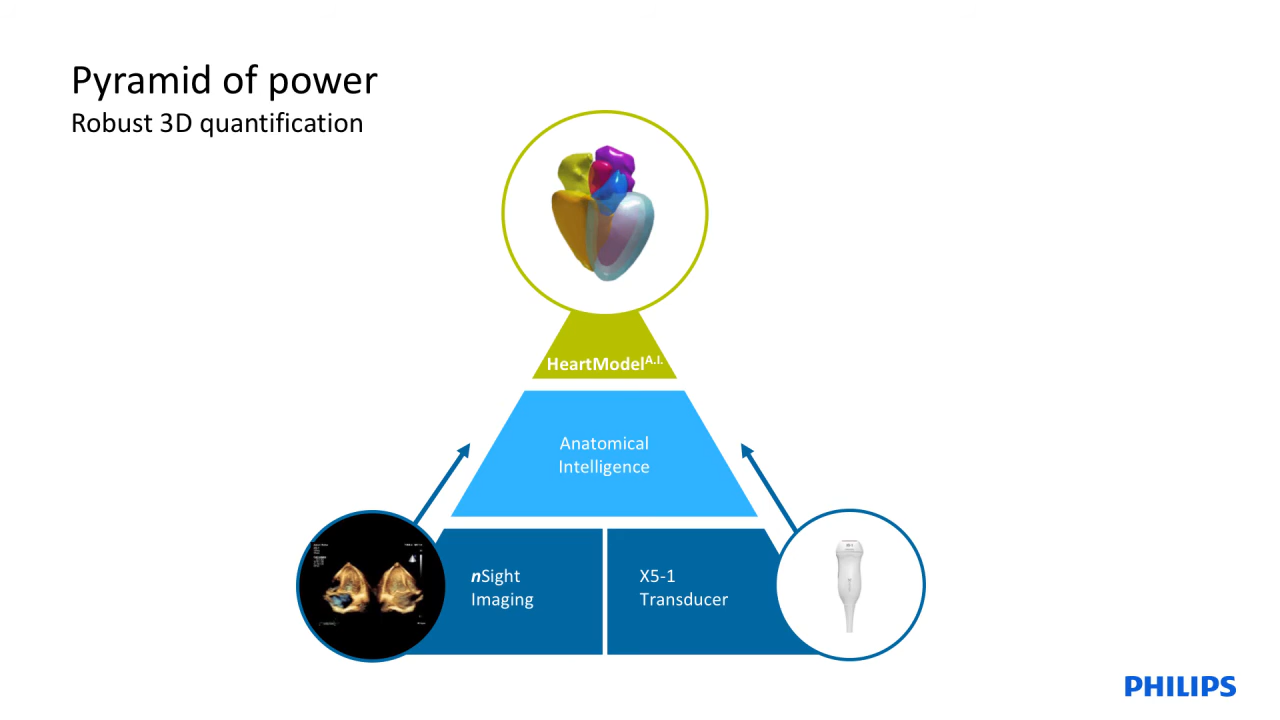 Pyramid of power
Robust 3D quantification
HeartModelA.I.
Anatomical
Intelligence
nSight
Imaging
X5-1
Transducer
PHILIPS